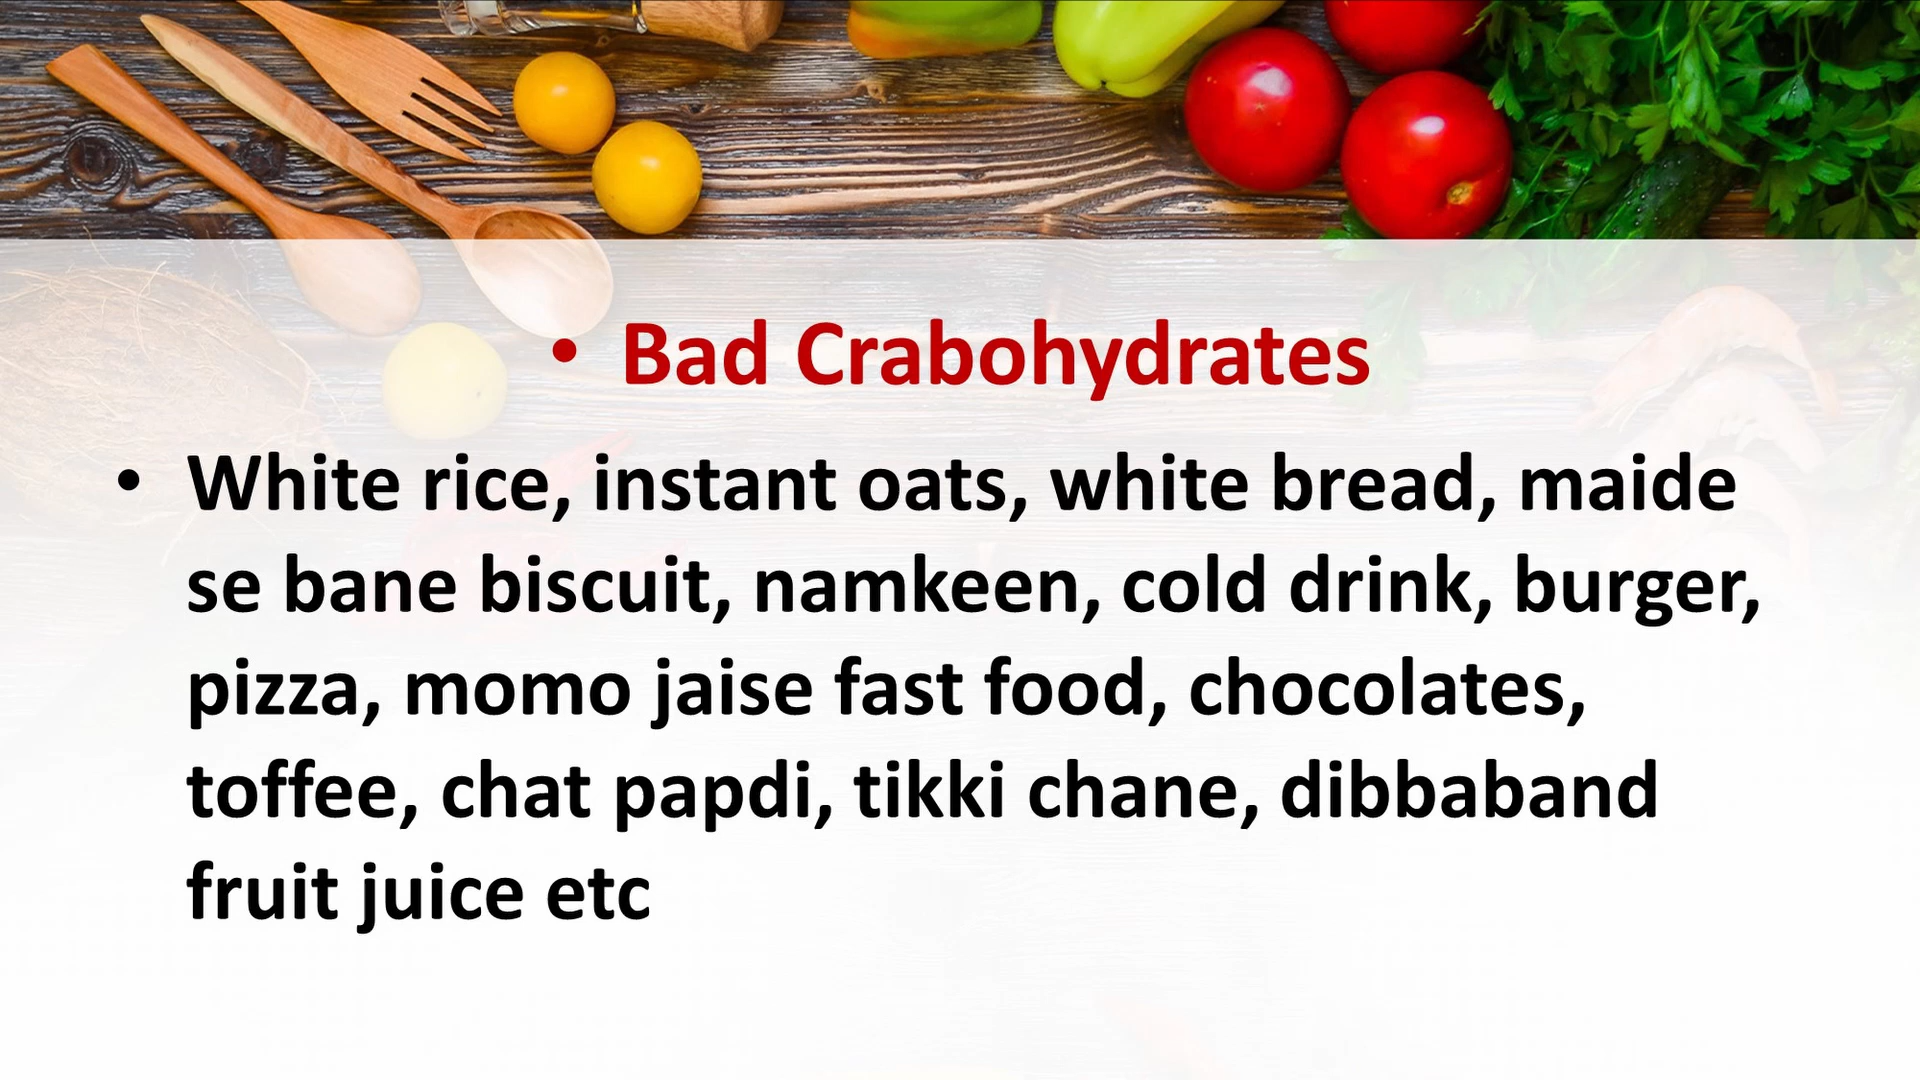 • Bad Crabohydrates
• White rice, instant oats, white bread, maide
se bane biscuit, namkeen, cold drink, burger,
pizza, momo jaise fast food, chocolates,
toffee, chat papdi, tikki chane, dibbaband
fruit juice etc